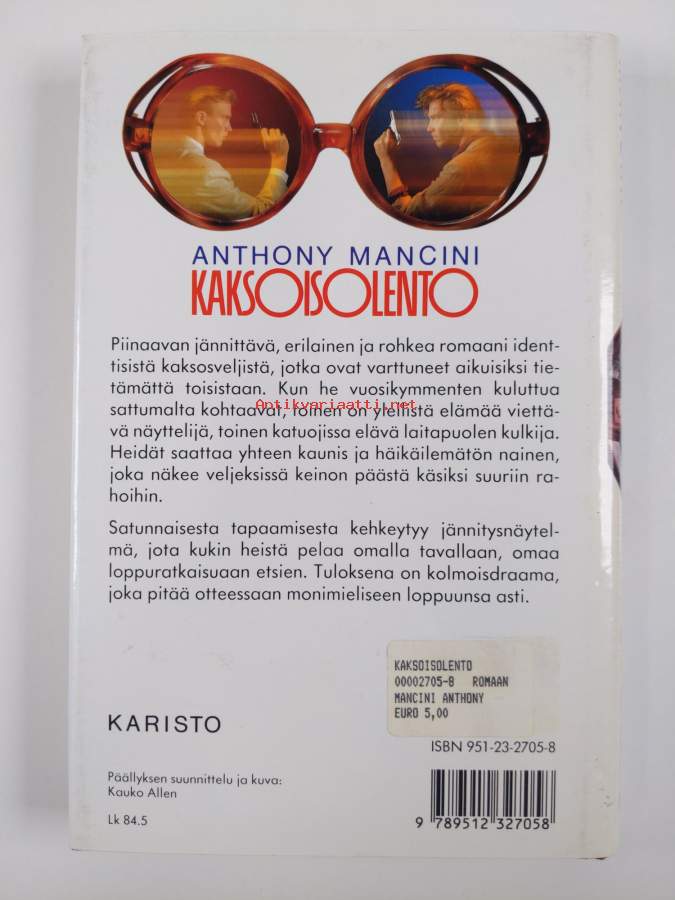 ANTHONY MANCINI
KAKSOISOLENTO
Piinaavan jännittävä, erilainen ja rohkea romaani ident-
tisistä kaksosveljistä, jotka ovat varttuneet aikuisiksi tie-
tämättä toisistaan. Kun he vuosikymmenten kuluttua
Antikvariaatti.net
sattumalta kohtaavat, toinen on ylellistä elämää viettä-
vä näyttelijä, toinen katuojissa elävä laitapuolen kulkija.
Heidät saattaa yhteen kaunis ja häikäilemätön nainen,
joka näkee veljeksissä keinon päästä käsiksi suuriin ra-
hoihin.
Satunnaisesta tapaamisesta kehkeytyy jännitysnäytel-
mä, jota kukin heistä pelaa omalla tavallaan, omaa
loppuratkaisuaan etsien. Tuloksena on kolmoisdraama,
joka pitää otteessaan monimieliseen loppuunsa asti.
KAKSOISOLENTO
00002705-8 ROMAAN
MANCINI ANTHONY
EURO 5,00
KARISTO
ISBN 951-23-2705-8
Päällyksen suunnittelu ja kuva:
Kauko Allen
Lk 84.5
9 789512 327058